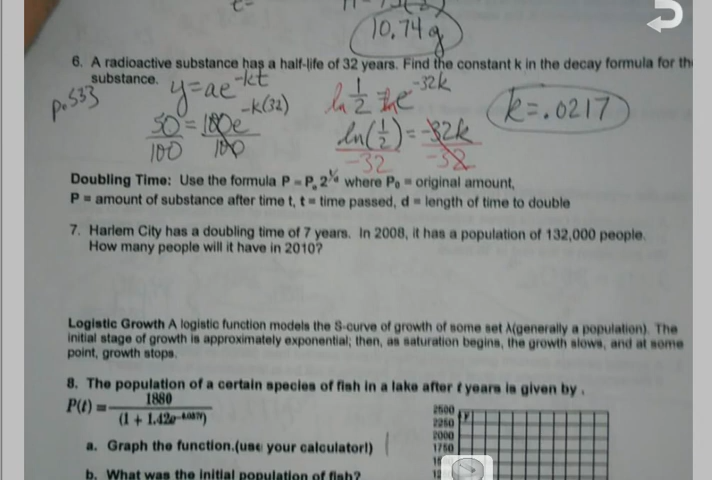 10.74 g
6. A radioactive substance has a half-life of 32 years. Find the constant k in the decay formula for th
substance.
y=ae^-kt
p.533
50/100 = 100e^-k(32)/100
ln 1/2 = ln e^-32k
ln(1/2)/-32 = -32k/-32
k=.0217
Doubling Time: Use the formula P = P₀ 2^t/d where P₀ = original amount,
P = amount of substance after time t, t = time passed, d = length of time to double
7. Harlem City has a doubling time of 7 years. In 2008, it has a population of 132,000 people.
How many people will it have in 2010?
Logistic Growth A logistic function models the S-curve of growth of some set λ(generally a population). The
initial stage of growth is approximately exponential; then, as saturation begins, the growth slows, and at some
point, growth stops.
8. The population of a certain species of fish in a lake after t years is given by .
P(t) = 1880/(1 + 1.42e
a. Graph the function.(use your calculator!)
b. What was the initial population of fish?
2500
y
2250
2000
1750